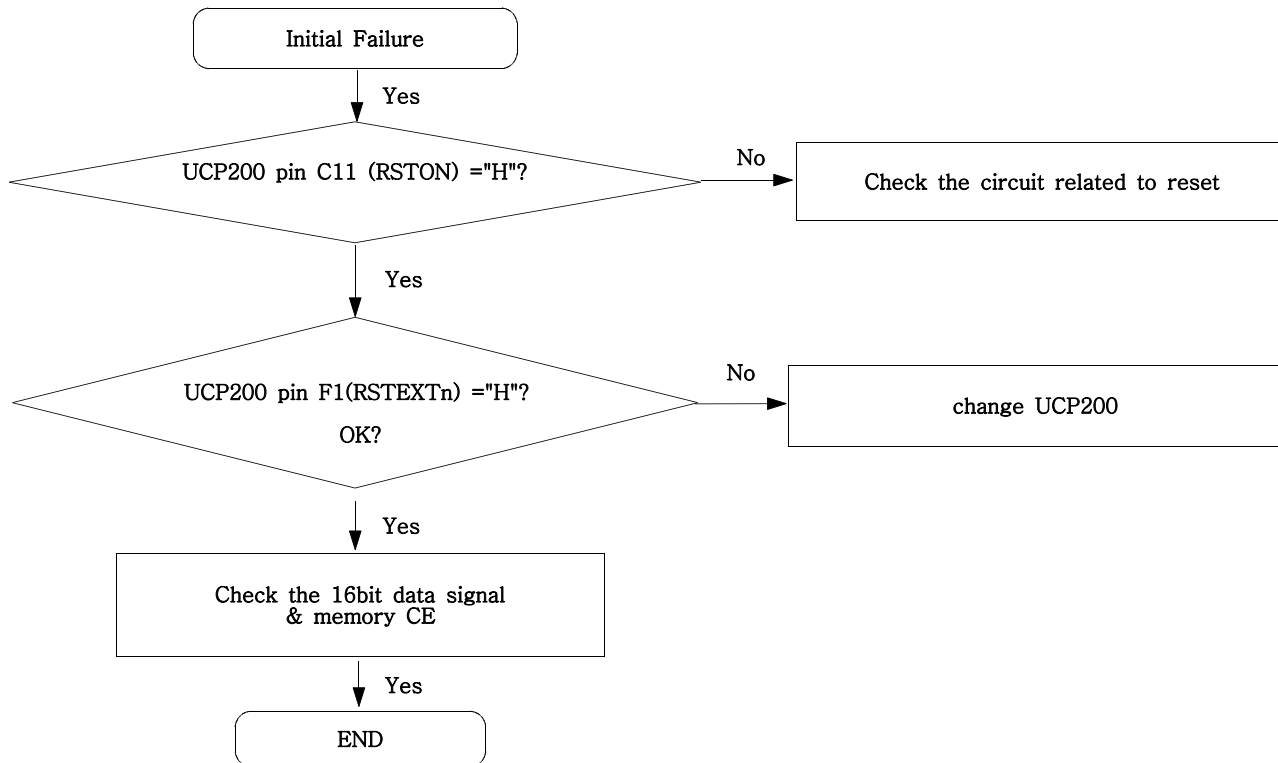 Initial Failure
Yes
UCP200 pin C11 (RSTON) ="H"?
No
Check the circuit related to reset
Yes
UCP200 pin F1(RSTEXTn) ="H"?
OK?
No
change UCP200
Yes
Check the 16bit data signal
& memory CE
Yes
END